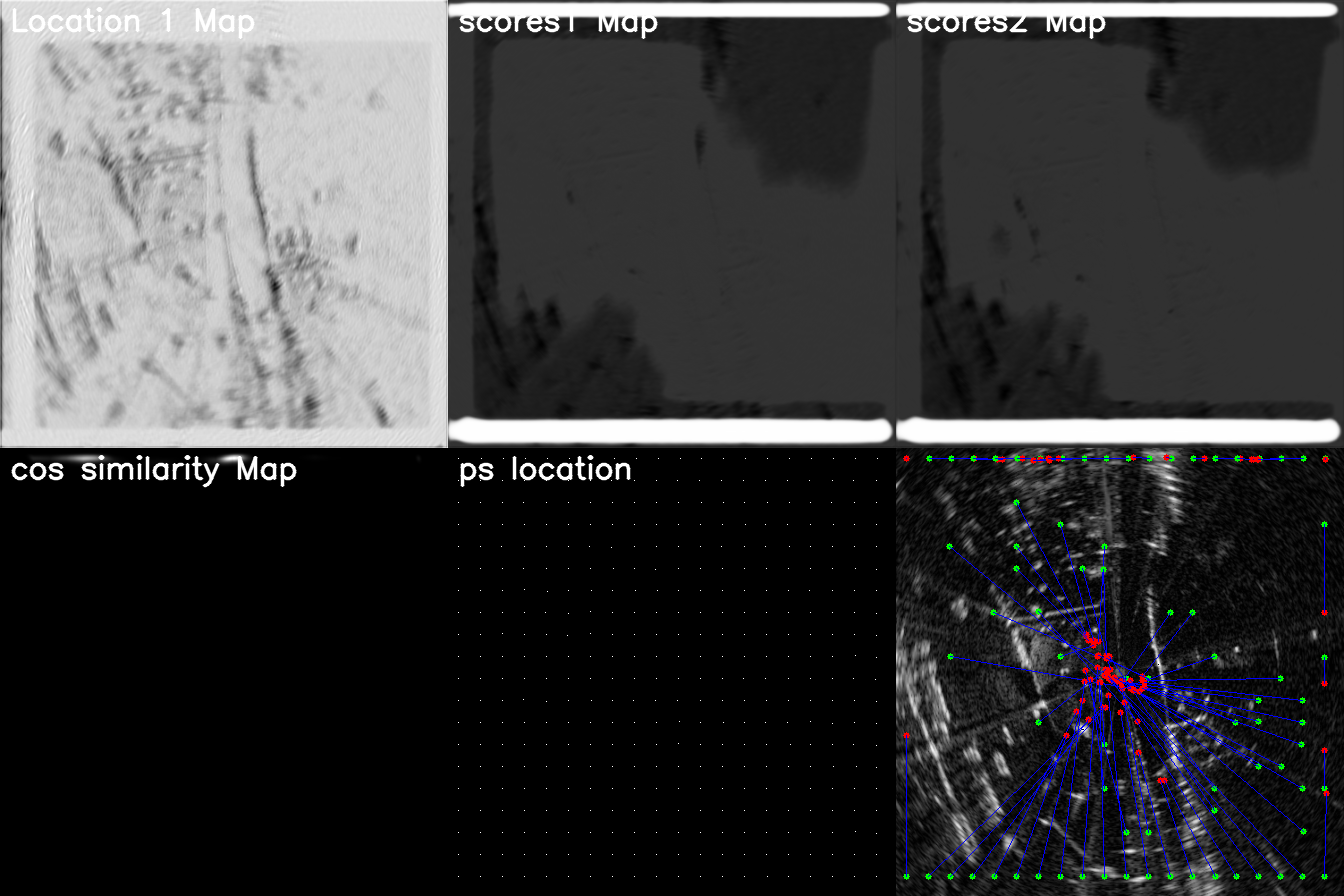 Location 1 Map
scores1 Map
scores2 Map
cos similarity Map
ps location